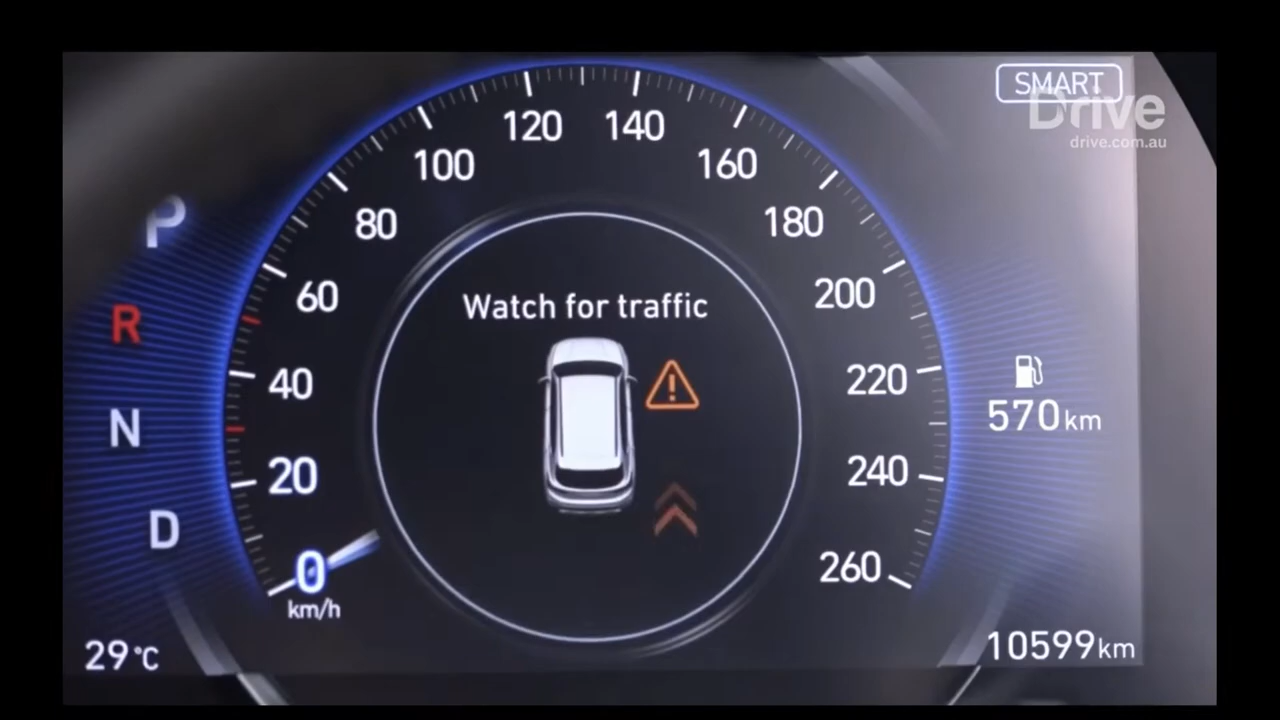 SMART
Drive
drive.com.au
120 140
100 160
80 180
60 200
40 220
20 240
0 260
km/h
P
R
N
D
Watch for traffic
570km
29°C
10599km